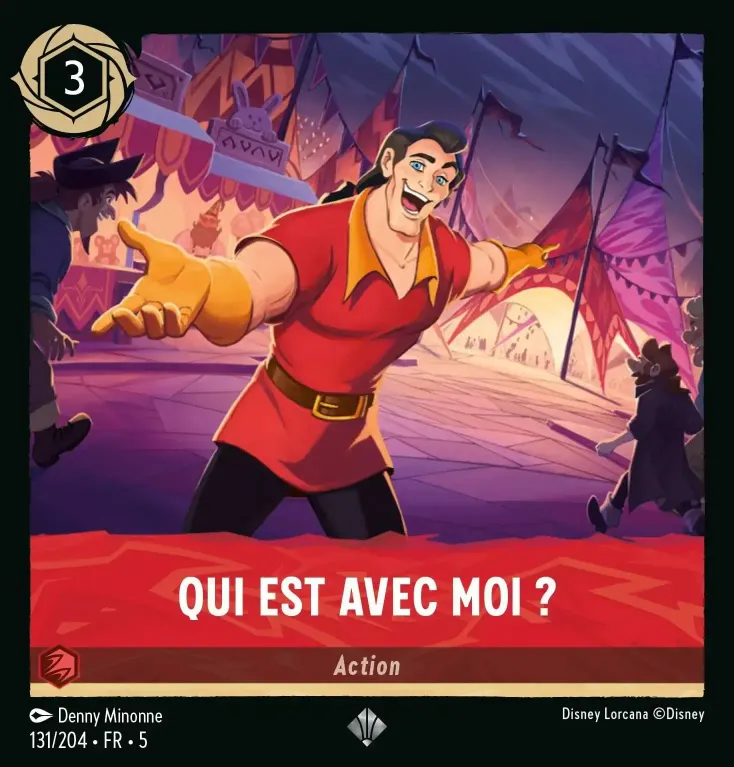 3
QUI EST AVEC MOI ?
Action
Denny Minonne
Disney Lorcana ©Disney
131/204 • FR • 5